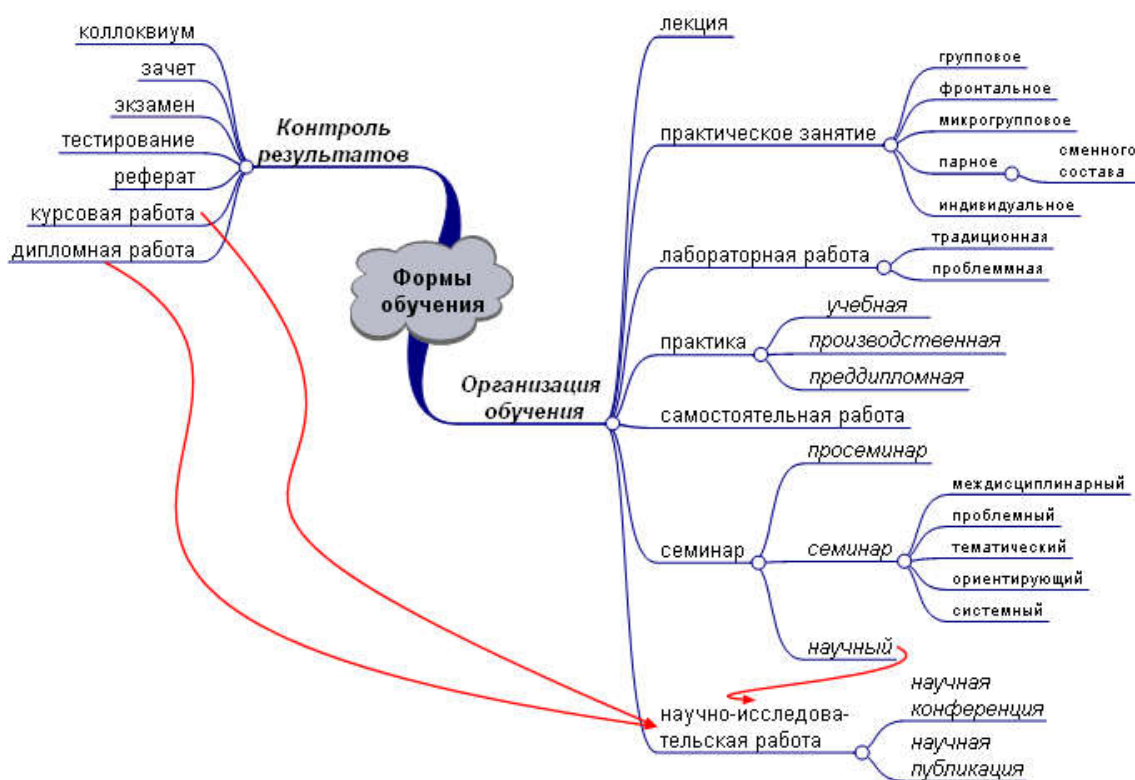 Формы
обучения
Контроль
результатов
коллоквиум
зачет
экзамен
тестирование
реферат
курсовая работа
дипломная работа
Организация
обучения
лекция
практическое занятие
групповое
фронтальное
микрогрупповое
парное
сменного
состава
индивидуальное
лабораторная работа
традиционная
проблеммная
практика
учебная
производственная
преддипломная
самостоятельная работа
семинар
просеминар
семинар
междисциплинарный
проблемный
тематический
ориентирующий
системный
научный
научно-исследова-
тельская работа
научная
конференция
научная
публикация